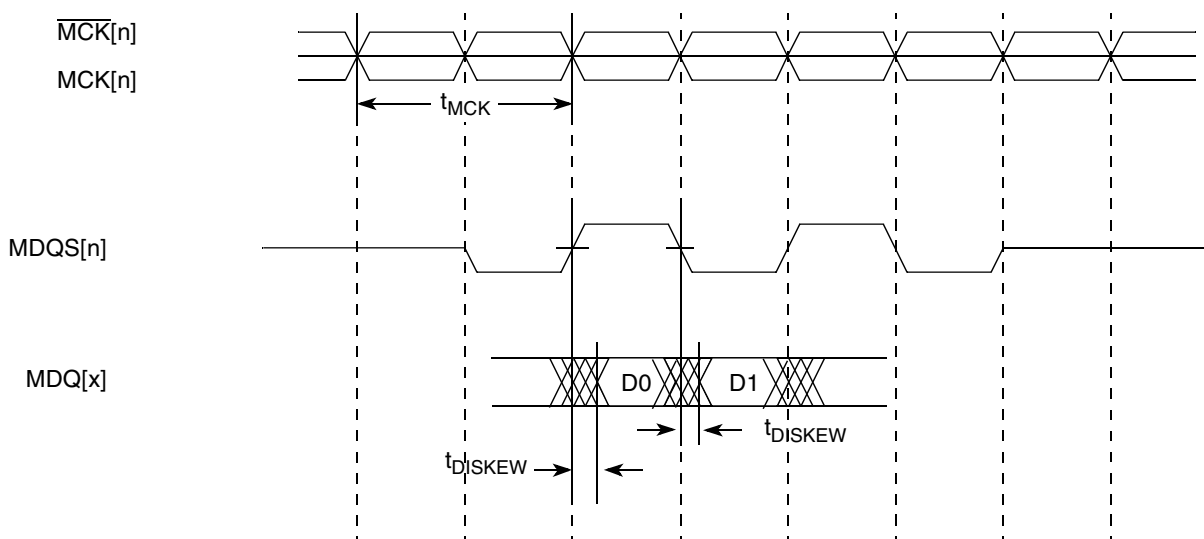 MCK[n]
MCK[n]
tMCK
MDQS[n]
MDQ[x]
D0
D1
tDISKEW
tDISKEW